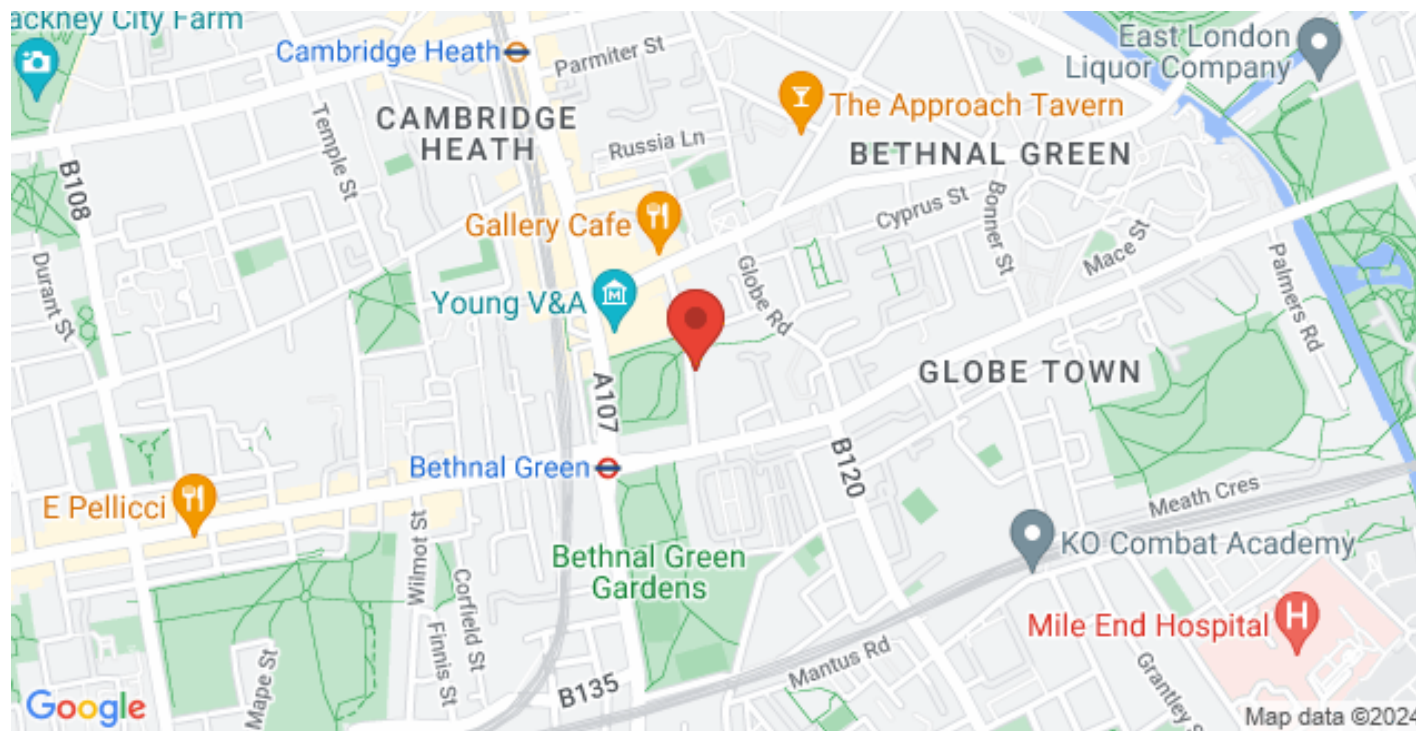 ackney City Farm
Cambridge Heath
Parmiter St
East London
Liquor Company
The Approach Tavern
CAMBRIDGE
HEATH
Temple St
Russia Ln
BETHNAL GREEN
B108
Gallery Cafe
Cyprus St
Bonner St
Mace St
Durant St
Young V&A
M
Globe Rd
Palmers Rd
A107
GLOBE TOWN
Bethnal Green
B120
E Pellicci
Meath Cres
Wilmot St
KO Combat Academy
Bethnal Green
Gardens
Corfield St
Finnis St
Mile End Hospital
H
Mape St
B135
Mantus Rd
Grantley S
Google
Map data ©2024